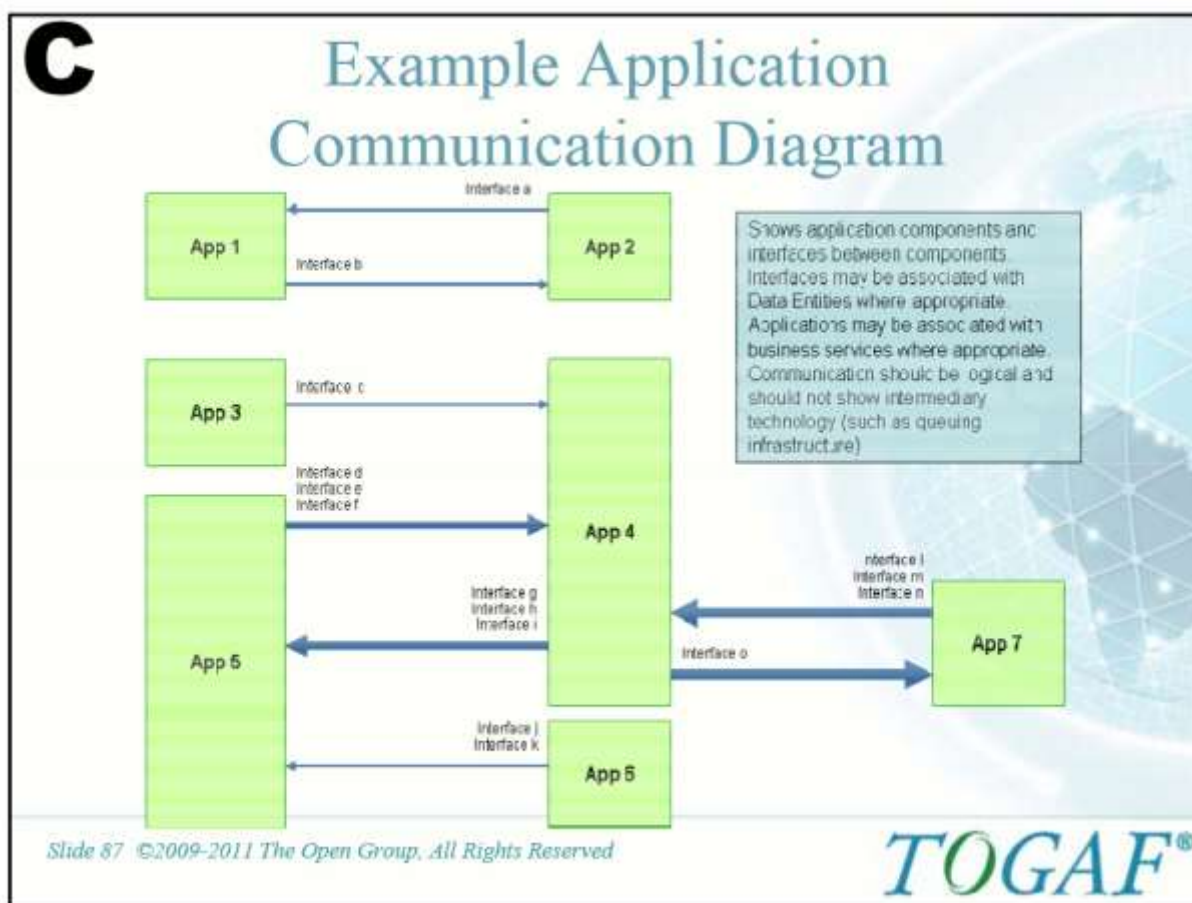 C
Example Application
Communication Diagram
Interface a
App 1
App 2
Interface b
Shows application components and
interfaces between components.
Interfaces may be associated with
Data Entities where appropriate.
Applications may be associated with
business services where appropriate.
Communication should be logical and
should not show intermediary
technology (such as queuing
infrastructure)
Interface c
App 3
Interface d
Interface e
Interface f
App 4
Interface l
Interface m
Interface n
Interface g
Interface h
Interface i
App 5
Interface o
App 7
Interface j
Interface k
App 6
Slide 87 ©2009-2011 The Open Group, All Rights Reserved
TOGAF®